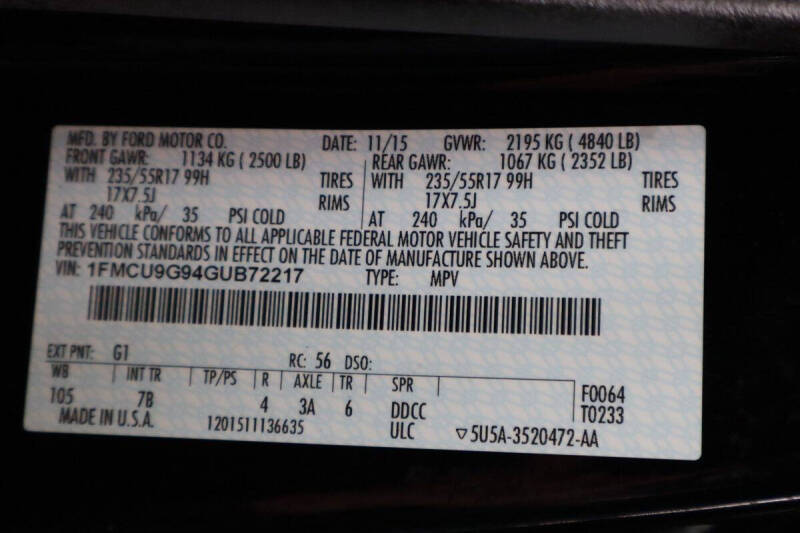 MFD. BY FORD MOTOR CO. DATE: 11/15 GVWR: 2195 KG ( 4840 LB)
FRONT GAWR: 1134 KG ( 2500 LB) REAR GAWR: 1067 KG ( 2352 LB)
WITH 235/55R17 99H TIRES WITH 235/55R17 99H TIRES
17X7.5J RIMS 17X7.5J RIMS
AT 240 kPa/ 35 PSI COLD AT 240 kPa/ 35 PSI COLD
THIS VEHICLE CONFORMS TO ALL APPLICABLE FEDERAL MOTOR VEHICLE SAFETY AND THEFT
PREVENTION STANDARDS IN EFFECT ON THE DATE OF MANUFACTURE SHOWN ABOVE.
VIN: 1FMCU9G94GUB72217 TYPE: MPV
EXT PNT: G1 RC: 56 DSO:
WB INT TR TP/PS R AXLE TR SPR F0064
105 7B 4 3A 6 DDCC T0233
MADE IN U.S.A. 1201511136635 ULC ▽5U5A-3520472-AA